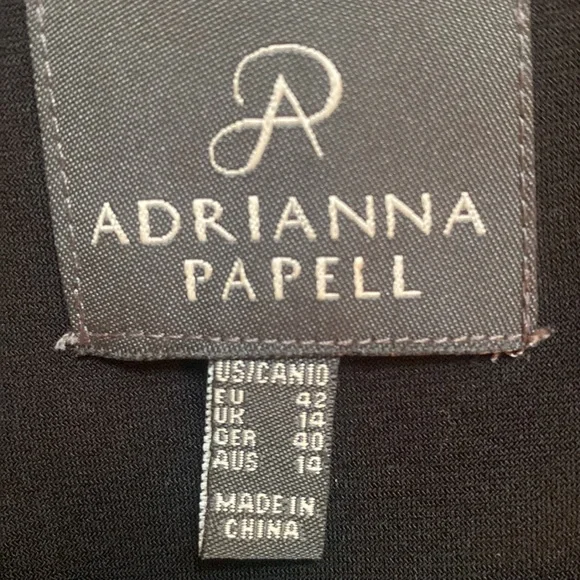 ADRIANNA
PAPELL
US/CAN10
EU 42
UK 14
GER 40
AUS 14
MADE IN
CHINA